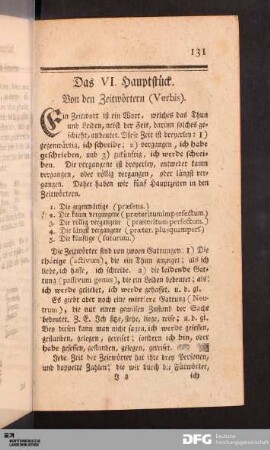 131
Das VI. Hauptstück.
Von den Zeitwörtern (Verbis).
Ein Zeitwort ist ein Wort, welches das Thun
und Leiden, nebst der Zeit, darinn solches ge-
schieht, andeutet. Diese Zeit ist dreyerley: 1)
gegenwärtig, ich schreibe; 2) vergangen, ich habe
geschrieben, und 3) zukünftig, ich werde schrei-
ben. Die vergangene ist dreyerley, entweder kaum
vergangen, oder völlig vergangen, oder längst ver-
gangen. Daher haben wir fünf Hauptzeiten in den
Zeitwörtern.
1. Die gegenwärtige (praesens.)
2. Die kaum vergangene (praeteritum imperfectum.)
3. Die völlig vergangene (praeteritum perfectum.)
4. Die längst vergangene (praeter. plusquamperf.)
5. Die künftige (futurum.)
Die Zeitwörter sind von zwoen Gattungen: 1) Die
thätige (activum), die ein Thun anzeiget; als ich
liebe, ich hasse, ich schreibe. 2) die leidende Gat-
tung (passivum genus), die ein Leiden bedeutet; als:
ich werde geliebet, ich werde gehasset, u. d. gl.
Es giebt aber noch eine mittlere Gattung (Neu-
trum), die nur einen gewissen Zustand der Sache
bedeutet. Z. E. Ich sitze, stehe, liege, reise; u. d. gl.
Bey diesen kann man nicht sagen, ich werde gesessen,
gestanden, gelegen, gereiset; sondern ich bin, oder
habe gesessen, gestanden, gelegen, gereiset.
Jede Zeit der Zeitwörter hat ihre drey Personen,
und doppelte Zahlen; die wir durch die Fürwörter,
ich
DFG Deutsche
Forschungsgemeinschaft